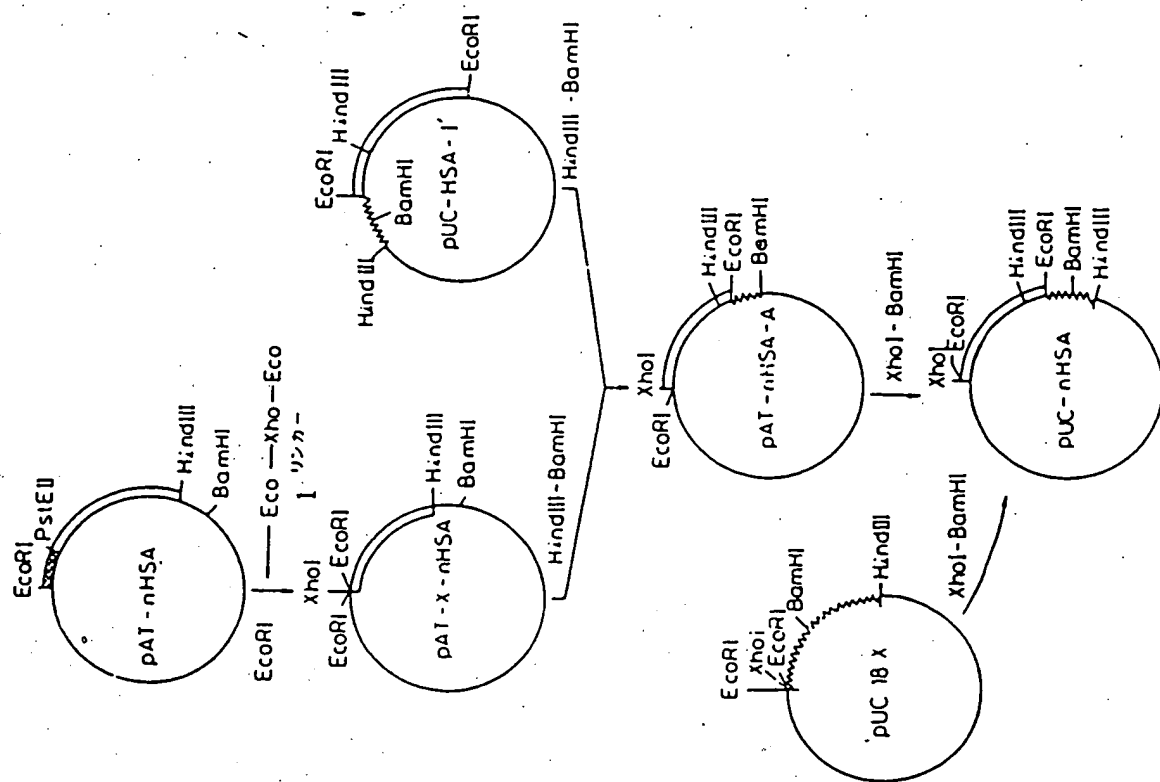 EcoRI
PstEII
HindIII
BamHI
pAT-nHSA
EcoRI
Eco—Xho—Eco
リンカー
XhoI
EcoRI
EcoRI
HindIII
BamHI
pAT-X-nHSA
HindIII-BamHI
EcoRI
HindIII
BamHI
HindIII
EcoRI
pUC-HSA-I'
HindIII-BamHI
XhoI
EcoRI
HindIII
EcoRI
BamHI
pAT-nHSA-A
XhoI-BamHI
EcoRI
XhoI
EcoRI
BamHI
HindIII
pUC 18 X
XhoI-BamHI
XhoI
EcoRI
HindIII
EcoRI
BamHI
HindIII
pUC-nHSA